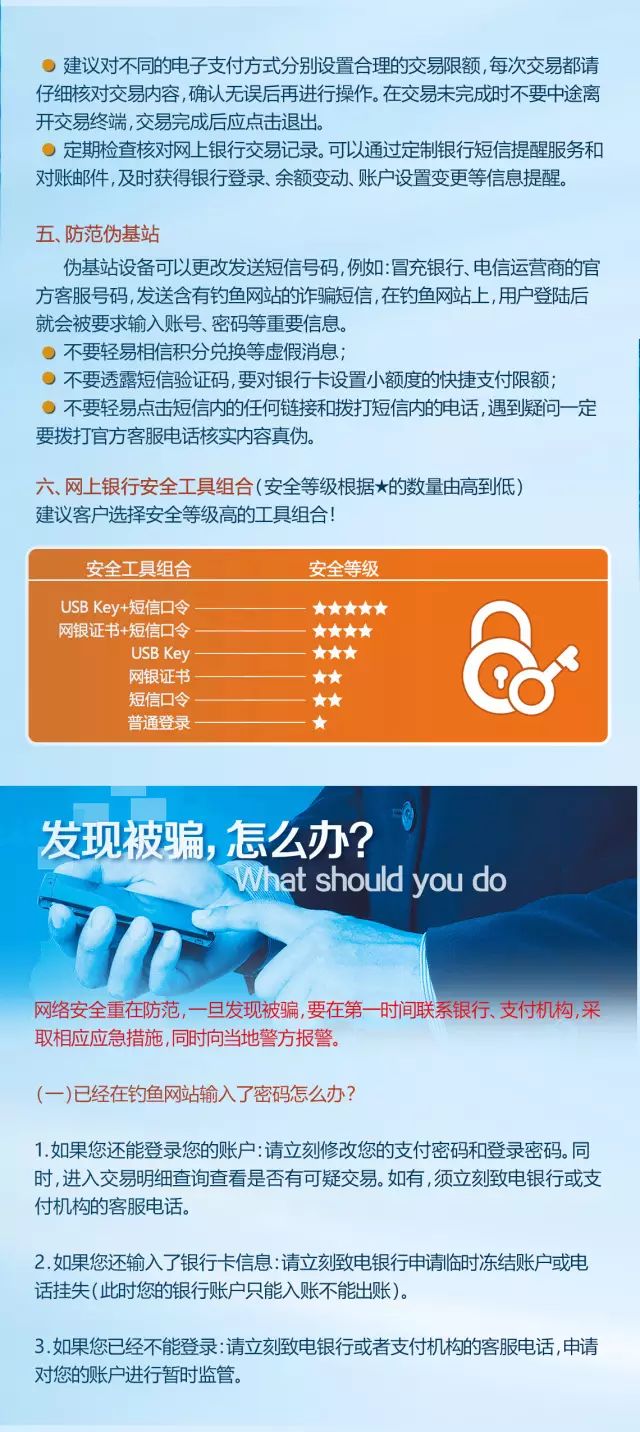 ● 建议对不同的电子支付方式分别设置合理的交易限额，每次交易都请
仔细核对交易内容，确认无误后再进行操作。在交易未完成时不要中途离
开交易终端，交易完成后应点击退出。
● 定期检查核对网上银行交易记录。可以通过定制银行短信提醒服务和
对账邮件，及时获得银行登录、余额变动、账户设置变更等信息提醒。
五、防范伪基站
伪基站设备可以更改发送短信号码，例如：冒充银行、电信运营商的官
方客服号码，发送含有钓鱼网站的诈骗短信，在钓鱼网站上，用户登陆后
就会被要求输入账号、密码等重要信息。
● 不要轻易相信积分兑换等虚假消息；
● 不要透露短信验证码，要对银行卡设置小额度的快捷支付限额；
● 不要轻易点击短信内的任何链接和拨打短信内的电话，遇到疑问一定
要拨打官方客服电话核实内容真伪。
六、网上银行安全工具组合（安全等级根据★的数量由高到低）
建议客户选择安全等级高的工具组合！
安全工具组合 安全等级
USB Key+短信口令 ★★★★★
网银证书+短信口令 ★★★★
USB Key ★★★
网银证书 ★★
短信口令 ★★
普通登录 ★
发现被骗，怎么办？
What should you do
网络安全重在防范，一旦发现被骗，要在第一时间联系银行、支付机构，采
取相应应急措施，同时向当地警方报警。
（一）已经在钓鱼网站输入了密码怎么办？
1.如果您还能登录您的账户：请立刻修改您的支付密码和登录密码。同
时，进入交易明细查询查看是否有可疑交易。如有，须立刻致电银行或支
付机构的客服电话。
2.如果您还输入了银行卡信息：请立刻致电银行申请临时冻结账户或电
话挂失（此时您的银行账户只能入账不能出账）。
3.如果您已经不能登录：请立刻致电银行或者支付机构的客服电话，申请
对您的账户进行暂时监管。